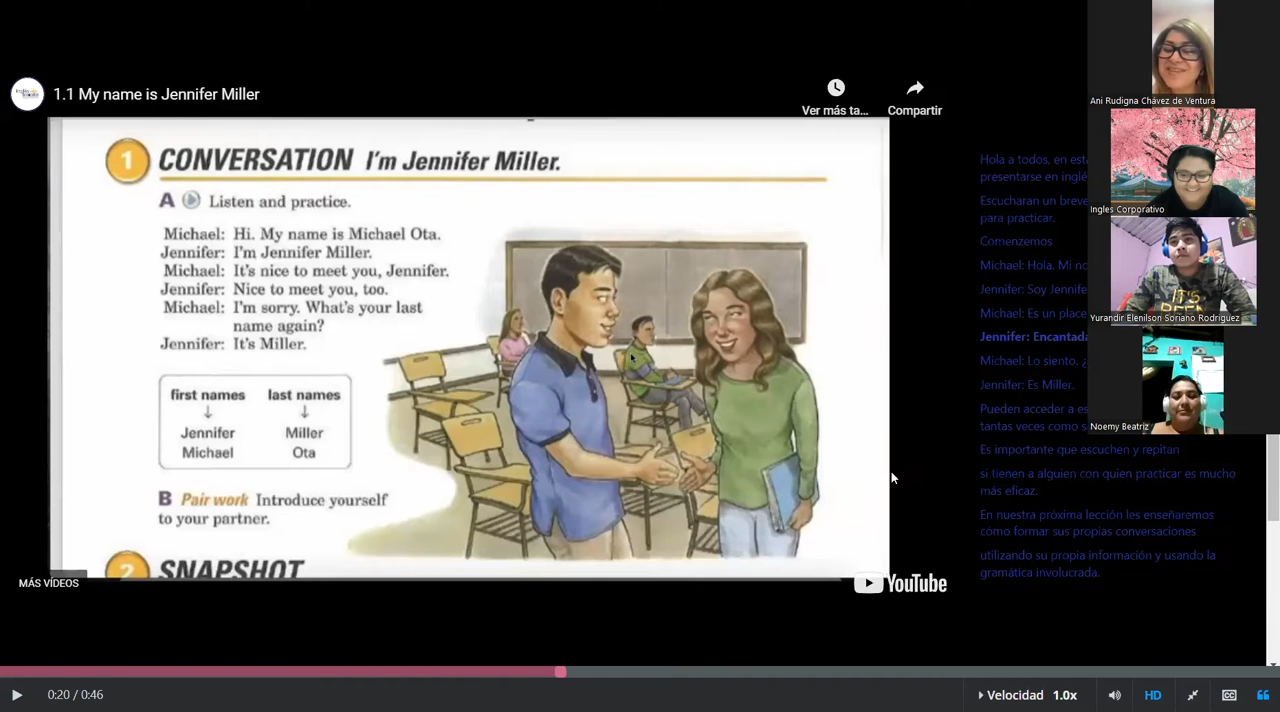 1.1 My name is Jennifer Miller
Ver más ta...
Compartir
1 CONVERSATION I'm Jennifer Miller.
A Listen and practice.
Michael: Hi. My name is Michael Ota.
Jennifer: I'm Jennifer Miller.
Michael: It's nice to meet you, Jennifer.
Jennifer: Nice to meet you, too.
Michael: I'm sorry. What's your last
name again?
Jennifer: It's Miller.
first names last names
Jennifer Miller
Michael Ota
B Pair work Introduce yourself
to your partner.
2 SNAPSHOT
MÁS VÍDEOS
YouTube
Hola a todos, en est
presentarse en inglé
Escucharan un breve
para practicar.
Comenzemos
Michael: Hola. Mi no
Jennifer: Soy Jennife
Michael: Es un place
Jennifer: Encantada
Michael: Lo siento. ¿
Jennifer: Es Miller.
Pueden acceder a es
tantas veces como s
Es importante que escuchen y repitan
si tienen a alguien con quien practicar es mucho
más eficaz.
En nuestra próxima lección les enseñaremos
cómo formar sus propias conversaciones
utilizando su propia información y usando la
gramática involucrada.
Ani Rudigna Chávez de Ventura
Ingles Corporativo
Yurandir Elenilson Soriano Rodriguez
Noemy Beatriz
0:20 / 0:46
Velocidad 1.0x
HD
CC